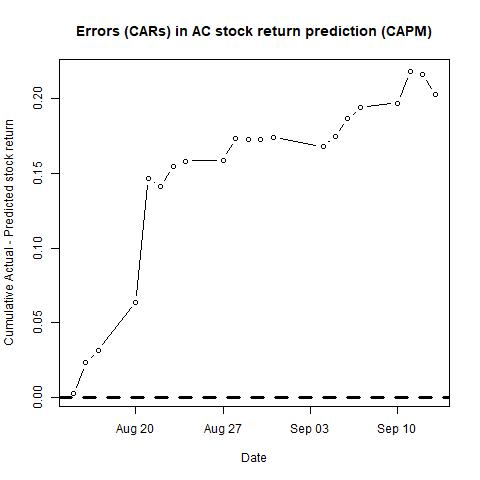 Errors (CARs) in AC stock return prediction (CAPM)
Cumulative Actual - Predicted stock return
0.20
0.15
0.10
0.05
0.00
Aug 20
Aug 27
Sep 03
Sep 10
Date